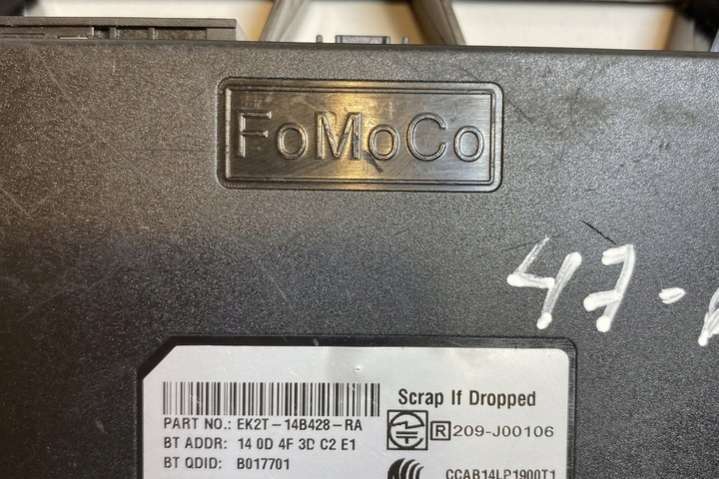 FoMoCo
47-
Scrap If Dropped
PART NO.: EK2T-14B428-RA
R 209-J00106
BT ADDR: 14 0D 4F 3D C2 E1
BT QDID: B017701
CCAB14LP1900T1